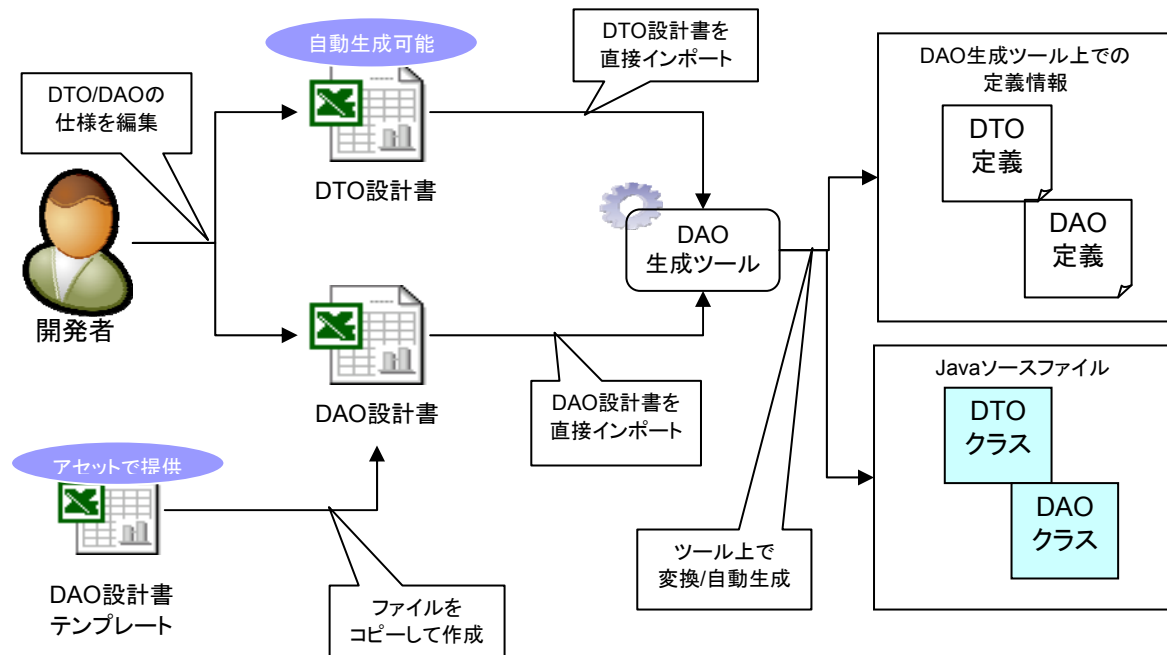 自動生成可能
DTO設計書を
直接インポート
DTO/DAOの
仕様を編集
DTO設計書
開発者
DAO
生成ツール
DAO設計書
DAO設計書を
直接インポート
アセットで提供
DAO設計書
テンプレート
ファイルを
コピーして作成
ツール上で
変換/自動生成
DAO生成ツール上での
定義情報
DTO
定義
DAO
定義
Javaソースファイル
DTO
クラス
DAO
クラス